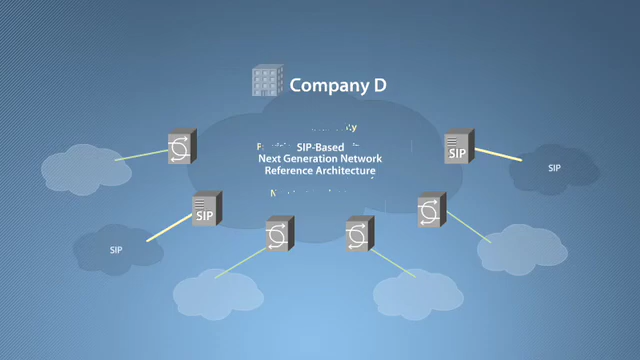 Company D
SIP-Based
Next Generation Network
Reference Architecture
SIP
SIP
SIP
SIP